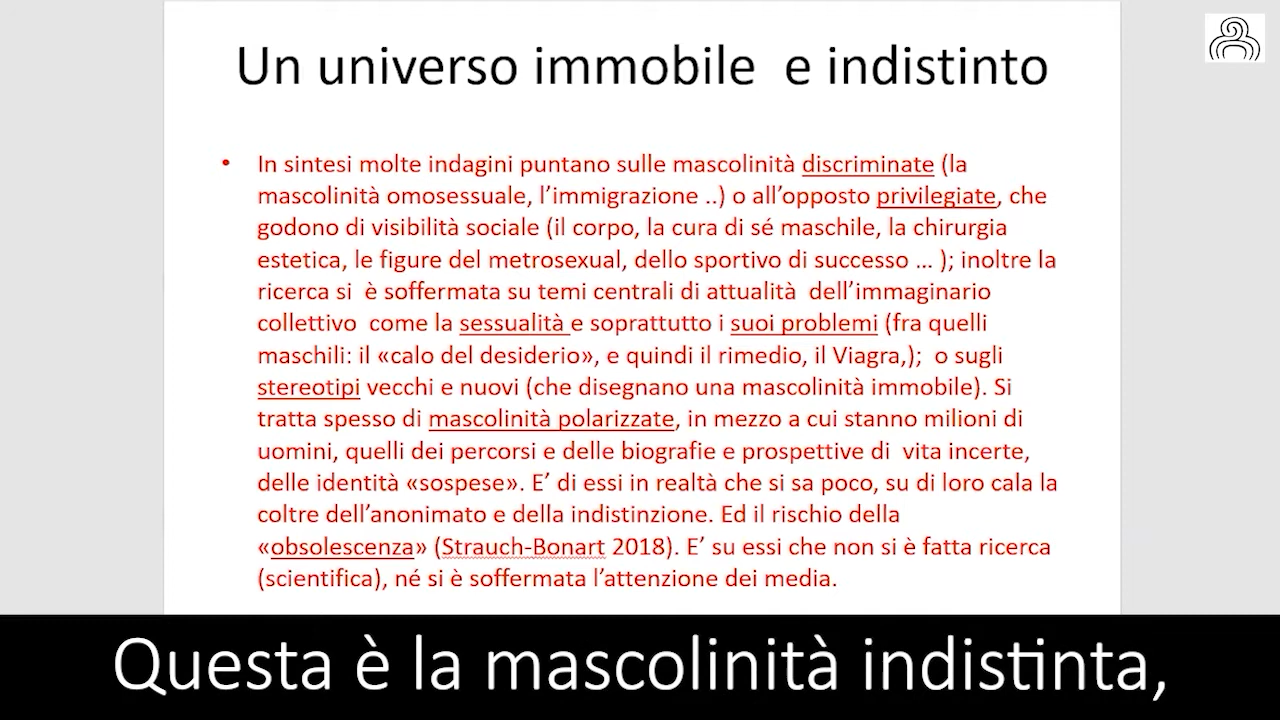 Un universo immobile  e indistinto
• In sintesi molte indagini puntano sulle mascolinità discriminate (la
mascolinità omosessuale, l’immigrazione ..) o all’opposto privilegiate, che
godono di visibilità sociale (il corpo, la cura di sé maschile, la chirurgia
estetica, le figure del metrosexual, dello sportivo di successo … ); inoltre la
ricerca si  è soffermata su temi centrali di attualità  dell’immaginario
collettivo  come la sessualità e soprattutto i suoi problemi (fra quelli
maschili: il «calo del desiderio», e quindi il rimedio, il Viagra,);  o sugli
stereotipi vecchi e nuovi (che disegnano una mascolinità immobile). Si
tratta spesso di mascolinità polarizzate, in mezzo a cui stanno milioni di
uomini, quelli dei percorsi e delle biografie e prospettive di  vita incerte,
delle identità «sospese». E’ di essi in realtà che si sa poco, su di loro cala la
coltre dell’anonimato e della indistinzione. Ed il rischio della
«obsolescenza» (Strauch-Bonart 2018). E’ su essi che non si è fatta ricerca
(scientifica), né si è soffermata l’attenzione dei media.
Questa è la mascolinità indistinta,